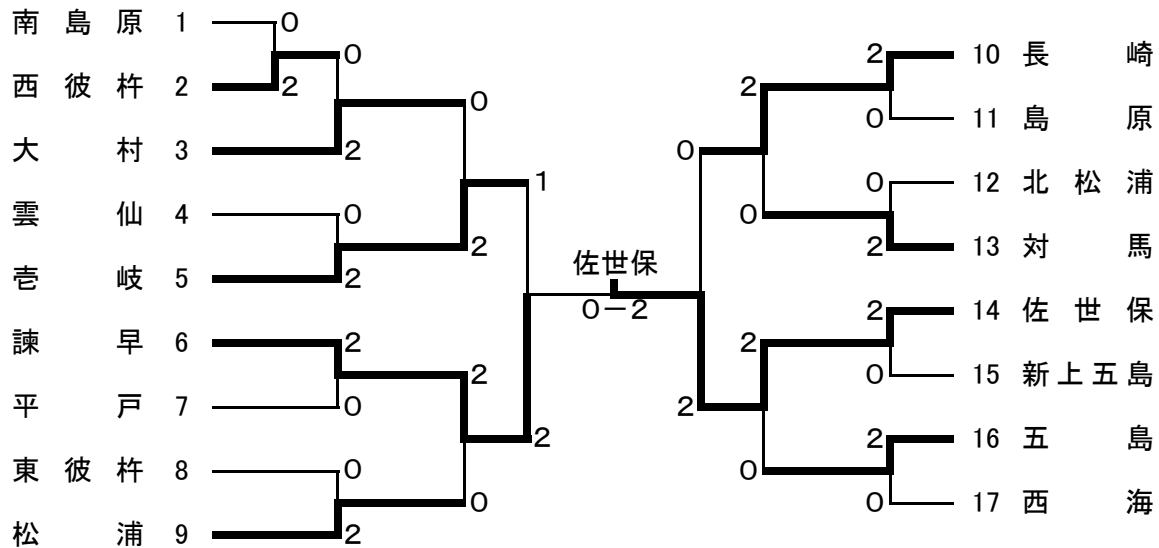 南島原 1 0
0
西彼杵 2 2
0
大村 3 2
1
雲仙 4 0
2
壱岐 5 2
佐世保
0－2
諫早 6 2
2
平戸 7 0
2
東彼杵 8 0
0
松浦 9 2
2 10 長崎
2
0 11 島原
0
0 12 北松浦
0
2 13 対馬
2 14 佐世保
2
0 15 新上五島
2
2 16 五島
0
0 17 西海